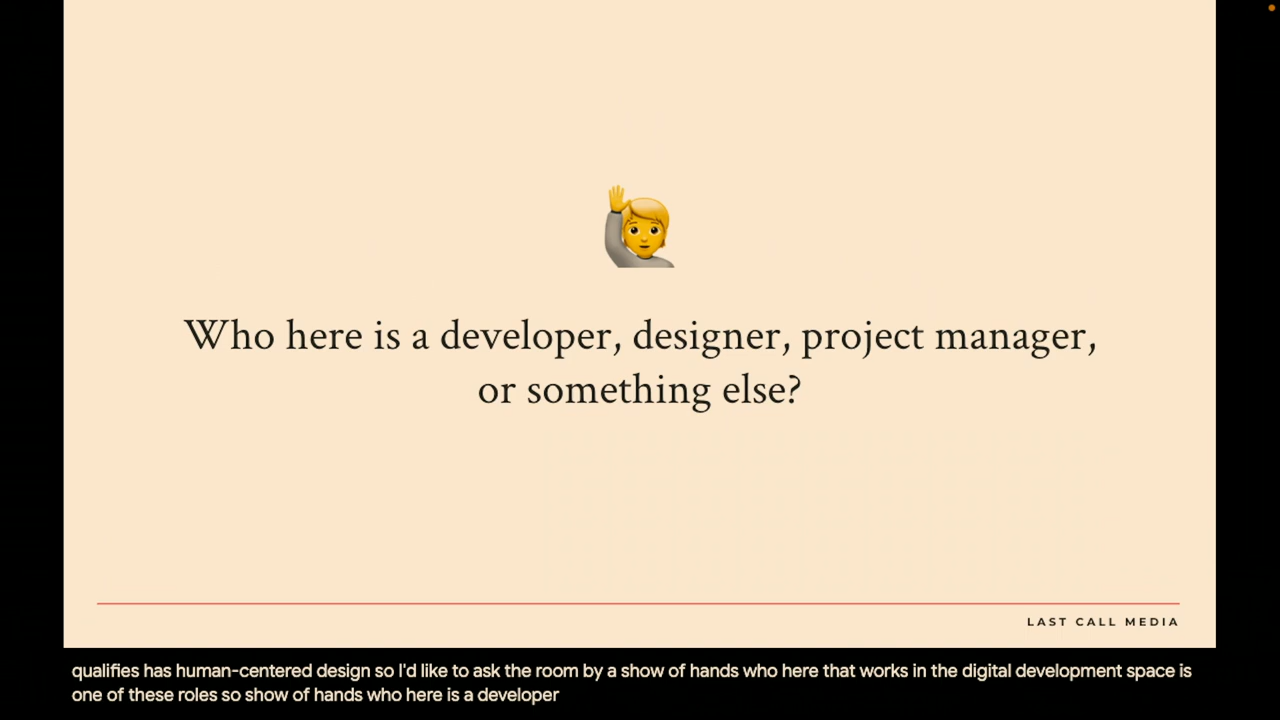 Who here is a developer, designer, project manager,
or something else?
LAST CALL MEDIA
qualifies has human-centered design so I'd like to ask the room by a show of hands who here that works in the digital development space is
one of these roles so show of hands who here is a developer